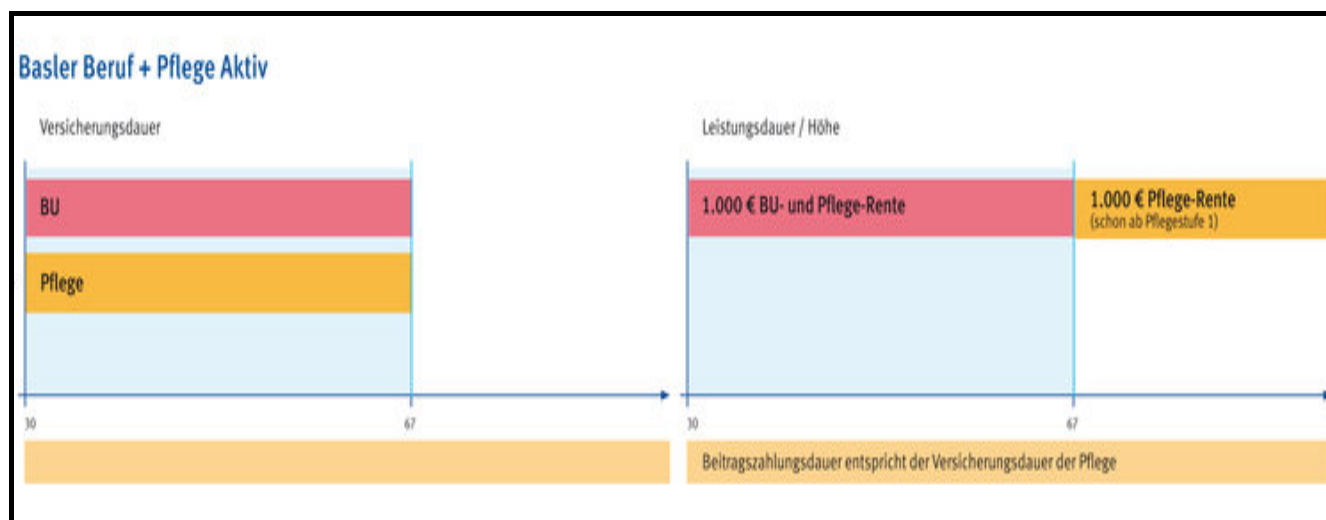 Basler Beruf + Pflege Aktiv
Versicherungsdauer
Leistungsdauer / Höhe
BU
1.000 € BU- und Pflege-Rente
1.000 € Pflege-Rente
(schon ab Pflegestufe 1)
Pflege
30
67
30
67
Beitragszahlungsdauer entspricht der Versicherungsdauer der Pflege